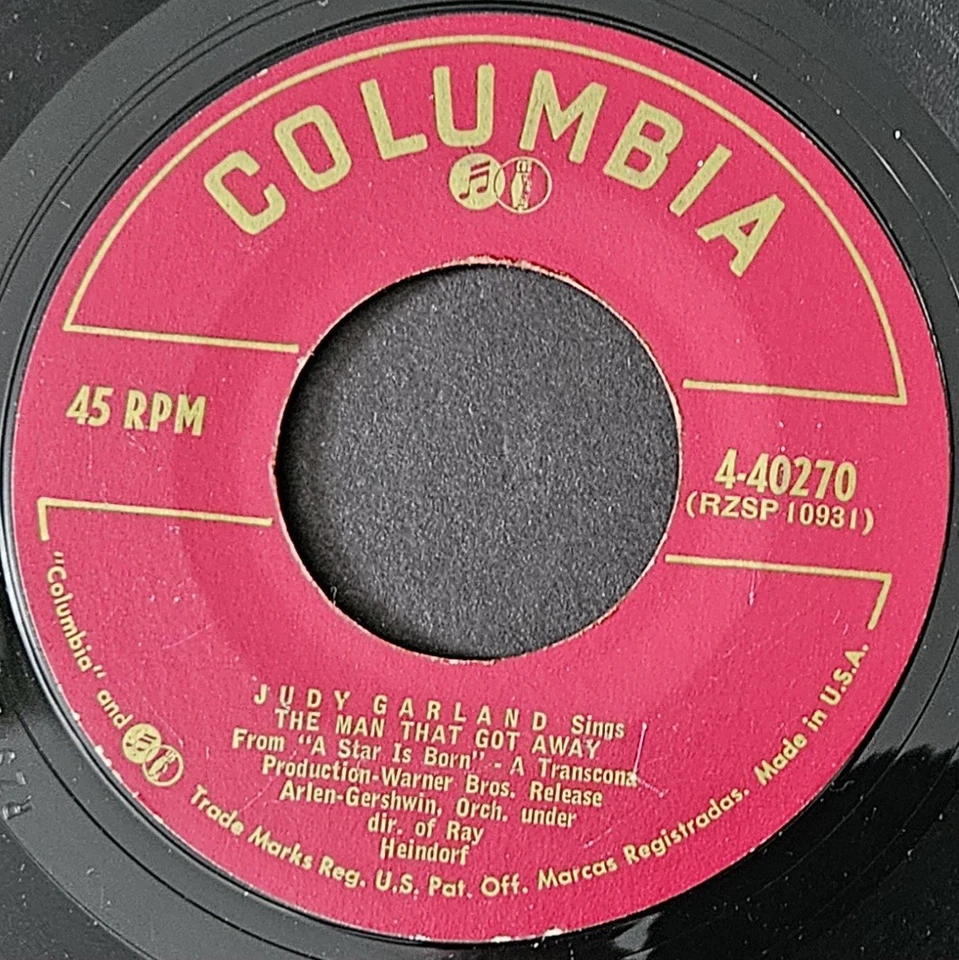 COLUMBIA
45 RPM
4-40270
(RZSP 10931)
JUDY GARLAND Sings
THE MAN THAT GOT AWAY
From "A Star Is Born" - A Transcona
Production-Warner Bros. Release
Arlen-Gershwin, Orch. under
dir. of Ray
Heindorf
"Columbia" and Trade Marks Reg. U.S. Pat. Off. Marcas Registradas. Made in U.S.A.